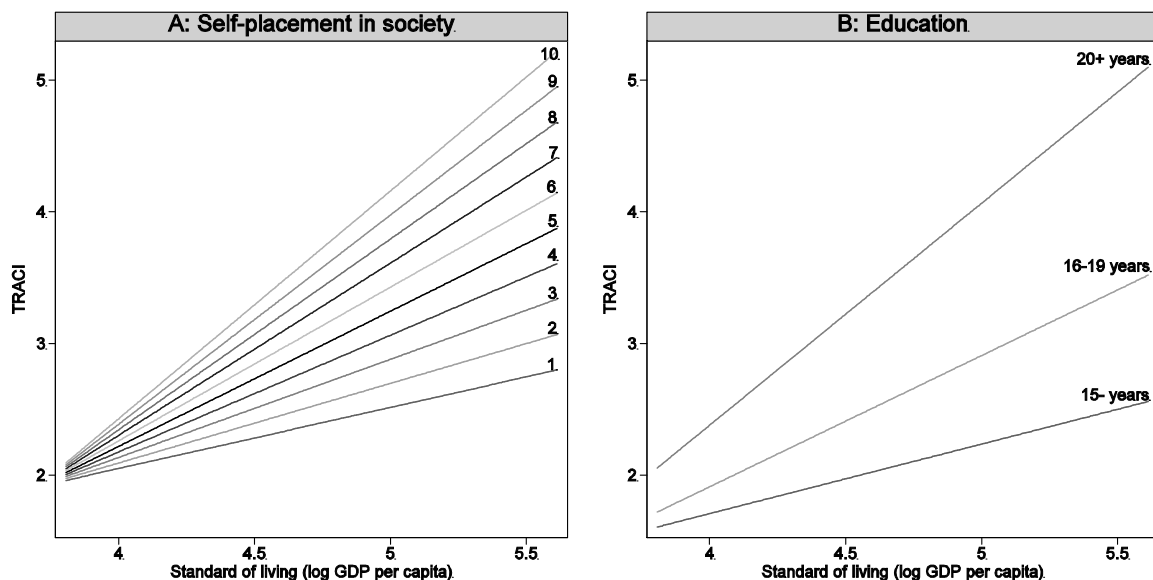 A: Self-placement in society.
10
9
8
7
6
5
4
3
2
1
5.
4.
3.
2.
TRACI
4. 4.5. 5. 5.5.
Standard of living (log GDP per capita).
B: Education.
20+ years.
16-19 years.
15- years.
5.
4.
3.
2.
TRACI
4. 4.5. 5. 5.5.
Standard of living (log GDP per capita).